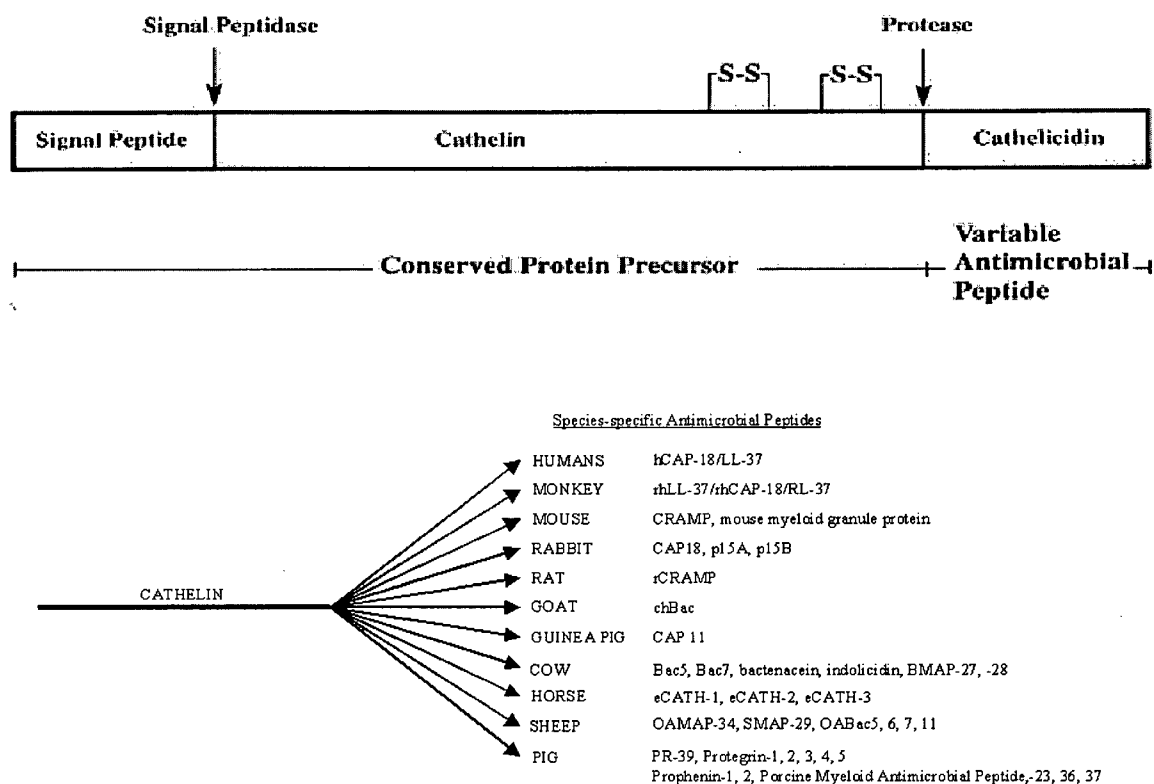 Signal Peptidase
Protease
S-S
S-S
Signal Peptide
Cathelin
Cathelicidin
Conserved Protein Precursor
Variable
Antimicrobial
Peptide
Species-specific Antimicrobial Peptides
CATHELIN
HUMANS hCAP-18/LL-37
MONKEY rhLL-37/rhCAP-18/RL-37
MOUSE CRAMP, mouse myeloid granule protein
RABBIT CAP18, p15A, p15B
RAT rCRAMP
GOAT chBac
GUINEA PIG CAP 11
COW Bac5, Bac7, bactenacein, indolicidin, BMAP-27, -28
HORSE eCATH-1, eCATH-2, eCATH-3
SHEEP OAMAP-34, SMAP-29, OABac5, 6, 7, 11
PIG PR-39, Protegrin-1, 2, 3, 4, 5
Prophenin-1, 2, Porcine Myeloid Antimicrobial Peptide,-23, 36, 37